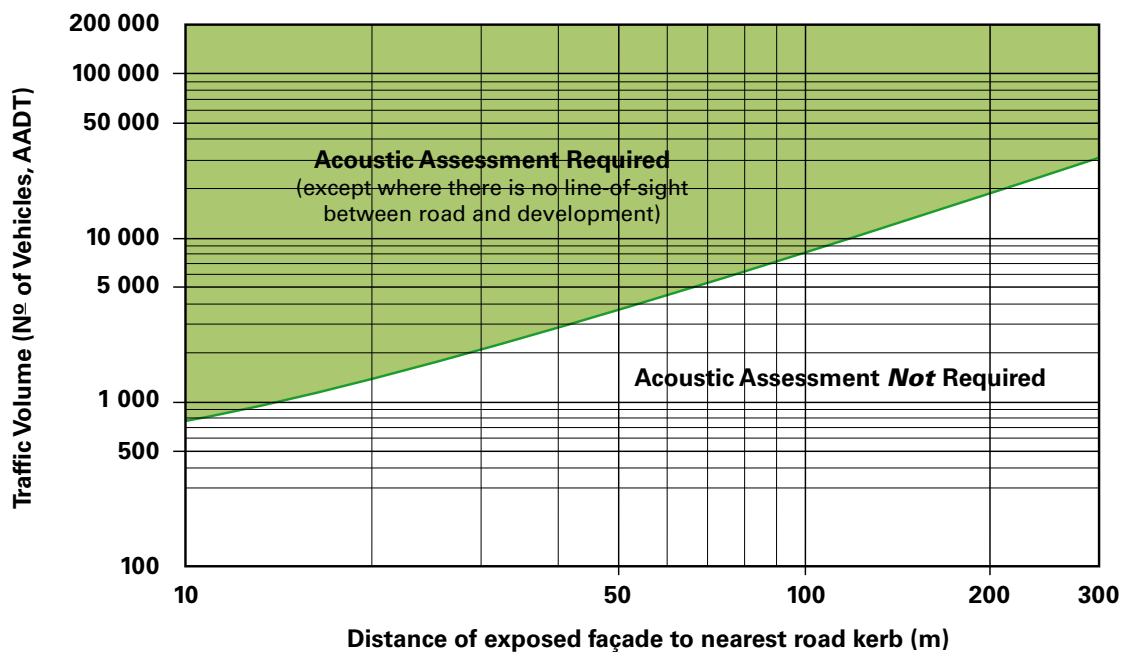 Traffic Volume (Nº of Vehicles, AADT)
200 000
100 000
50 000
10 000
5 000
1 000
500
100
Acoustic Assessment Required
(except where there is no line-of-sight
between road and development)
Acoustic Assessment Not Required
10
50
100
200
300
Distance of exposed façade to nearest road kerb (m)